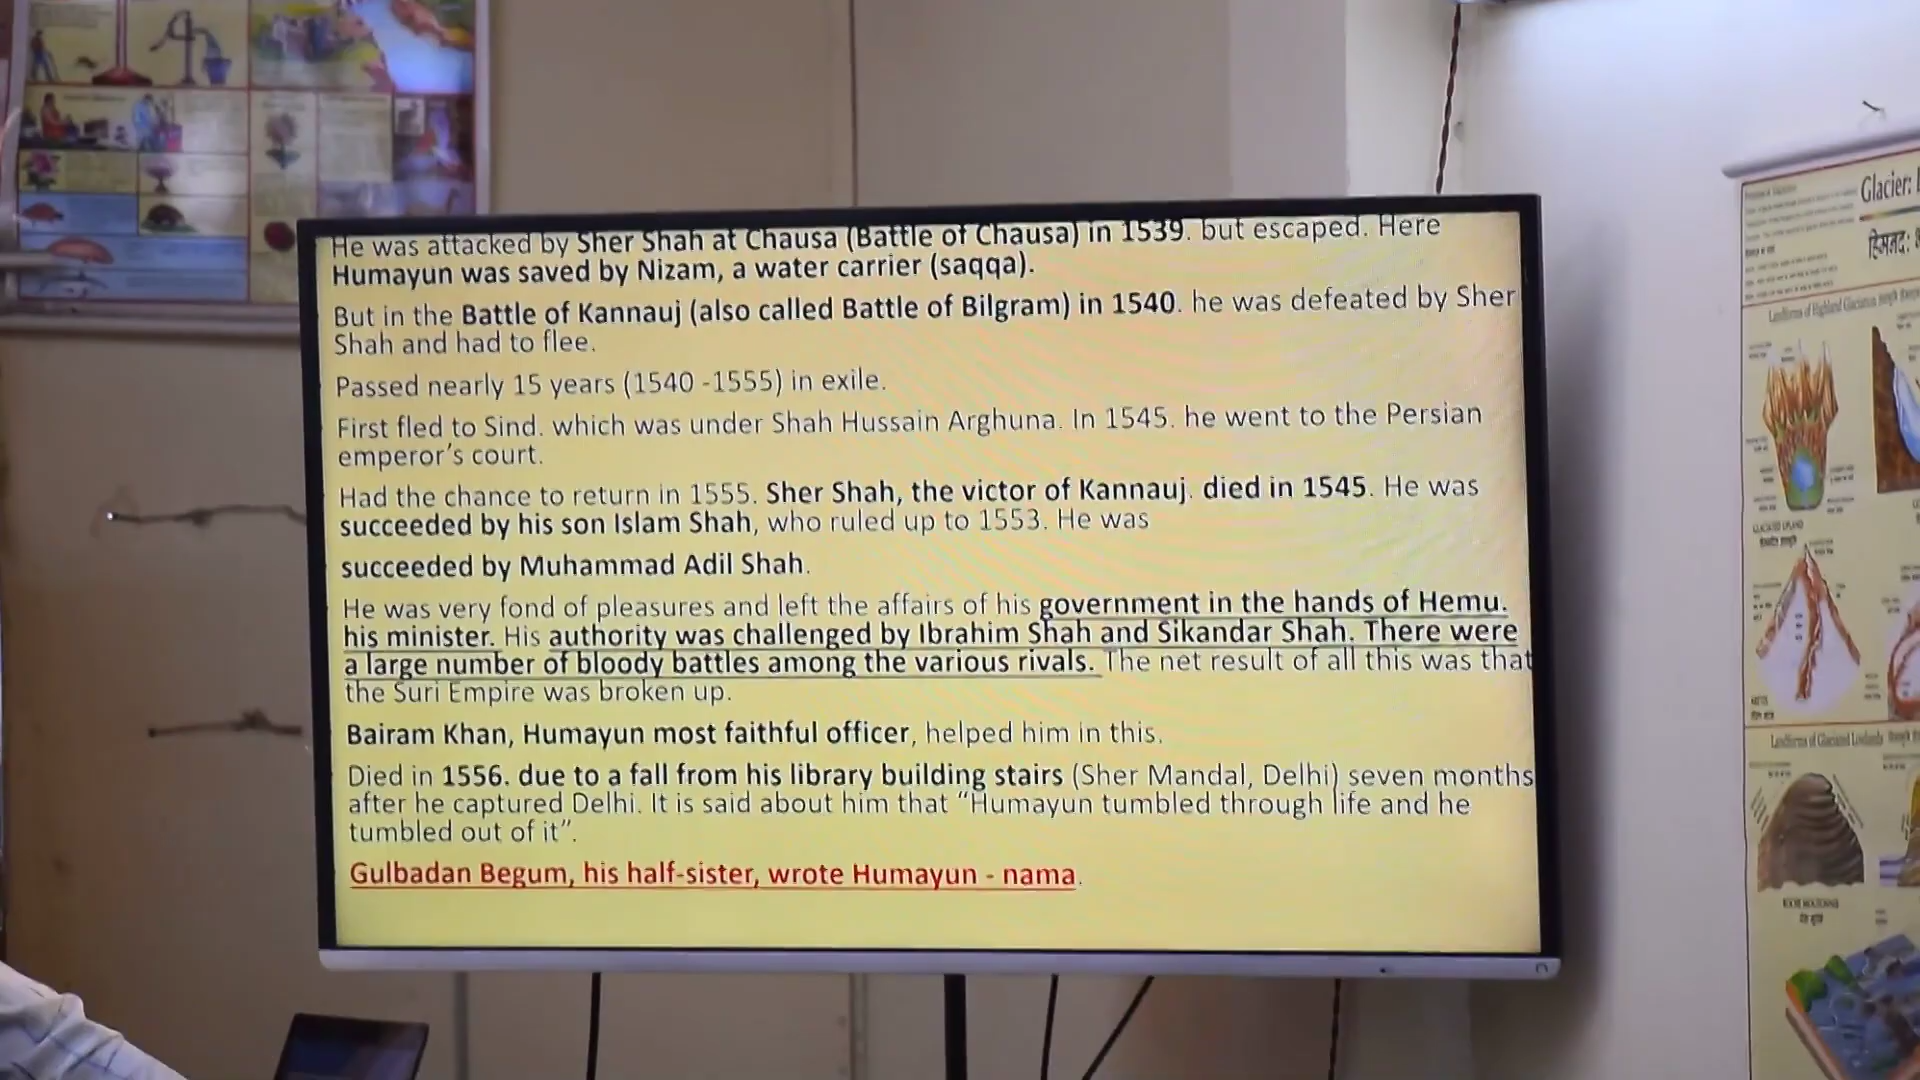 He was attacked by Sher Shah at Chausa (Battle of Chausa) in 1539. but escaped. Here
Humayun was saved by Nizam, a water carrier (saqqa).
But in the Battle of Kannauj (also called Battle of Bilgram) in 1540. he was defeated by Sher
Shah and had to flee.
Passed nearly 15 years (1540 -1555) in exile.
First fled to Sind. which was under Shah Hussain Arghuna. In 1545. he went to the Persian
emperor's court.
Had the chance to return in 1555. Sher Shah, the victor of Kannauj. died in 1545. He was
succeeded by his son Islam Shah, who ruled up to 1553. He was
succeeded by Muhammad Adil Shah.
He was very fond of pleasures and left the affairs of his government in the hands of Hemu.
his minister. His authority was challenged by Ibrahim Shah and Sikandar Shah. There were
a large number of bloody battles among the various rivals. The net result of all this was that
the Suri Empire was broken up.
Bairam Khan, Humayun most faithful officer, helped him in this.
Died in 1556. due to a fall from his library building stairs (Sher Mandal, Delhi) seven months
after he captured Delhi. It is said about him that "Humayun tumbled through life and he
tumbled out of it".
Gulbadan Begum, his half-sister, wrote Humayun - nama.
Glacier:
हिमनद:
Landforms of Highland Glaciation
Landforms of Glaciated Lowlands